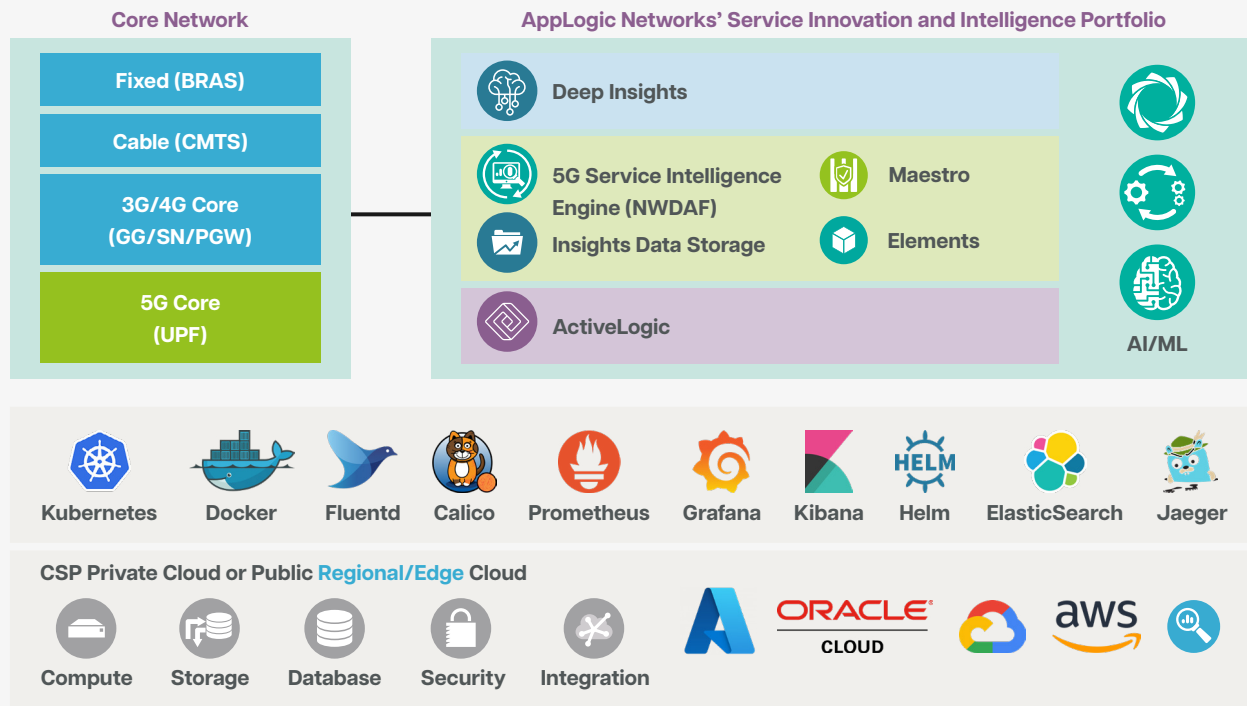 Core Network
Fixed (BRAS)
Cable (CMTS)
3G/4G Core
(GG/SN/PGW)
5G Core
(UPF)
AppLogic Networks’ Service Innovation and Intelligence Portfolio
Deep Insights
5G Service Intelligence
Engine (NWDAF)
Insights Data Storage
Maestro
Elements
ActiveLogic
AI/ML
HELM
Kubernetes
Docker
Fluentd
Calico
Prometheus
Grafana
Kibana
Helm
ElasticSearch
Jaeger
CSP Private Cloud or Public Regional/Edge Cloud
Compute
Storage
Database
Security
Integration
ORACLE®
CLOUD
aws